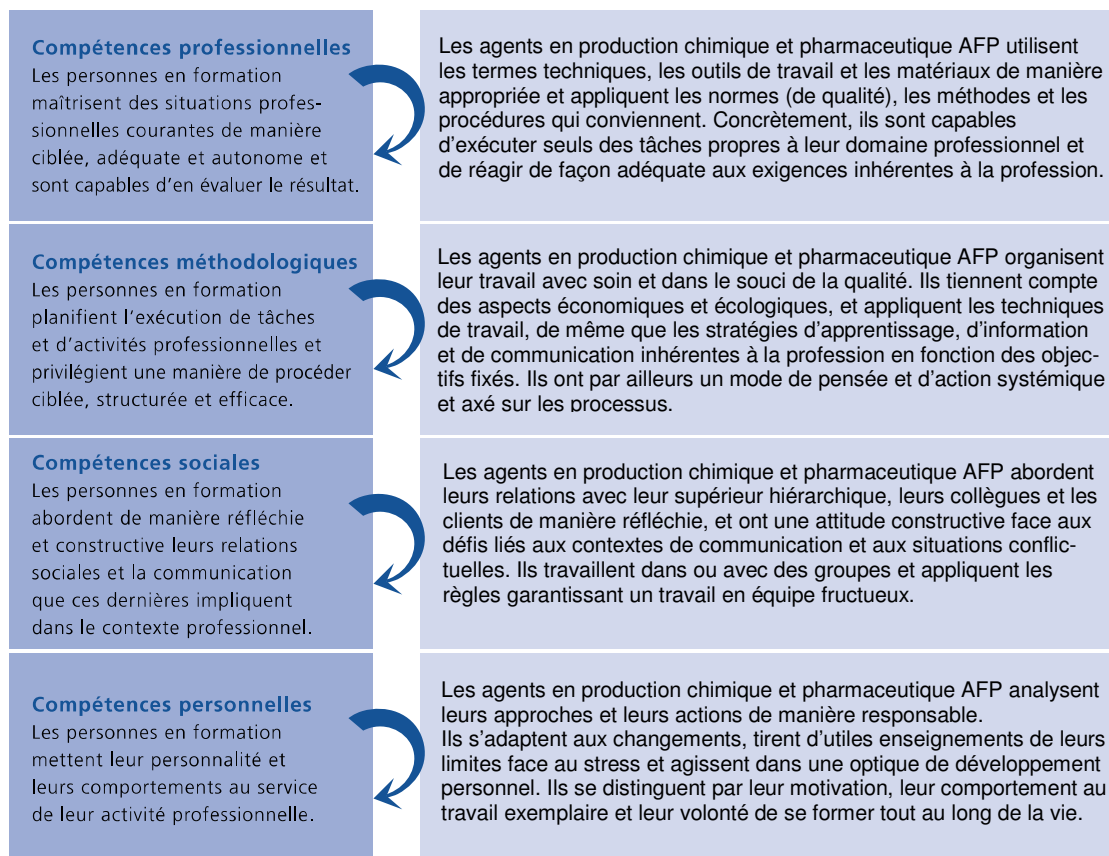 Compétences professionnelles
Les personnes en formation
maîtrisent des situations profes-
sionnelles courantes de manière
ciblée, adéquate et autonome et
sont capables d'en évaluer le résultat.
Les agents en production chimique et pharmaceutique AFP utilisent
les termes techniques, les outils de travail et les matériaux de manière
appropriée et appliquent les normes (de qualité), les méthodes et les
procédures qui conviennent. Concrètement, ils sont capables
d'exécuter seuls des tâches propres à leur domaine professionnel et
de réagir de façon adéquate aux exigences inhérentes à la profession.
Compétences méthodologiques
Les personnes en formation
planifient l'exécution de tâches
et d'activités professionnelles et
privilégient une manière de procéder
ciblée, structurée et efficace.
Les agents en production chimique et pharmaceutique AFP organisent
leur travail avec soin et dans le souci de la qualité. Ils tiennent compte
des aspects économiques et écologiques, et appliquent les techniques
de travail, de même que les stratégies d'apprentissage, d'information
et de communication inhérentes à la profession en fonction des objec-
tifs fixés. Ils ont par ailleurs un mode de pensée et d'action systémique
et axé sur les processus.
Compétences sociales
Les personnes en formation
abordent de manière réfléchie
et constructive leurs relations
sociales et la communication
que ces dernières impliquent
dans le contexte professionnel.
Les agents en production chimique et pharmaceutique AFP abordent
leurs relations avec leur supérieur hiérarchique, leurs collègues et les
clients de manière réfléchie, et ont une attitude constructive face aux
défis liés aux contextes de communication et aux situations conflic-
tuelles. Ils travaillent dans ou avec des groupes et appliquent les
règles garantissant un travail en équipe fructueux.
Compétences personnelles
Les personnes en formation
mettent leur personnalité et
leurs comportements au service
de leur activité professionnelle.
Les agents en production chimique et pharmaceutique AFP analysent
leurs approches et leurs actions de manière responsable.
Ils s'adaptent aux changements, tirent d'utiles enseignements de leurs
limites face au stress et agissent dans une optique de développement
personnel. Ils se distinguent par leur motivation, leur comportement au
travail exemplaire et leur volonté de se former tout au long de la vie.